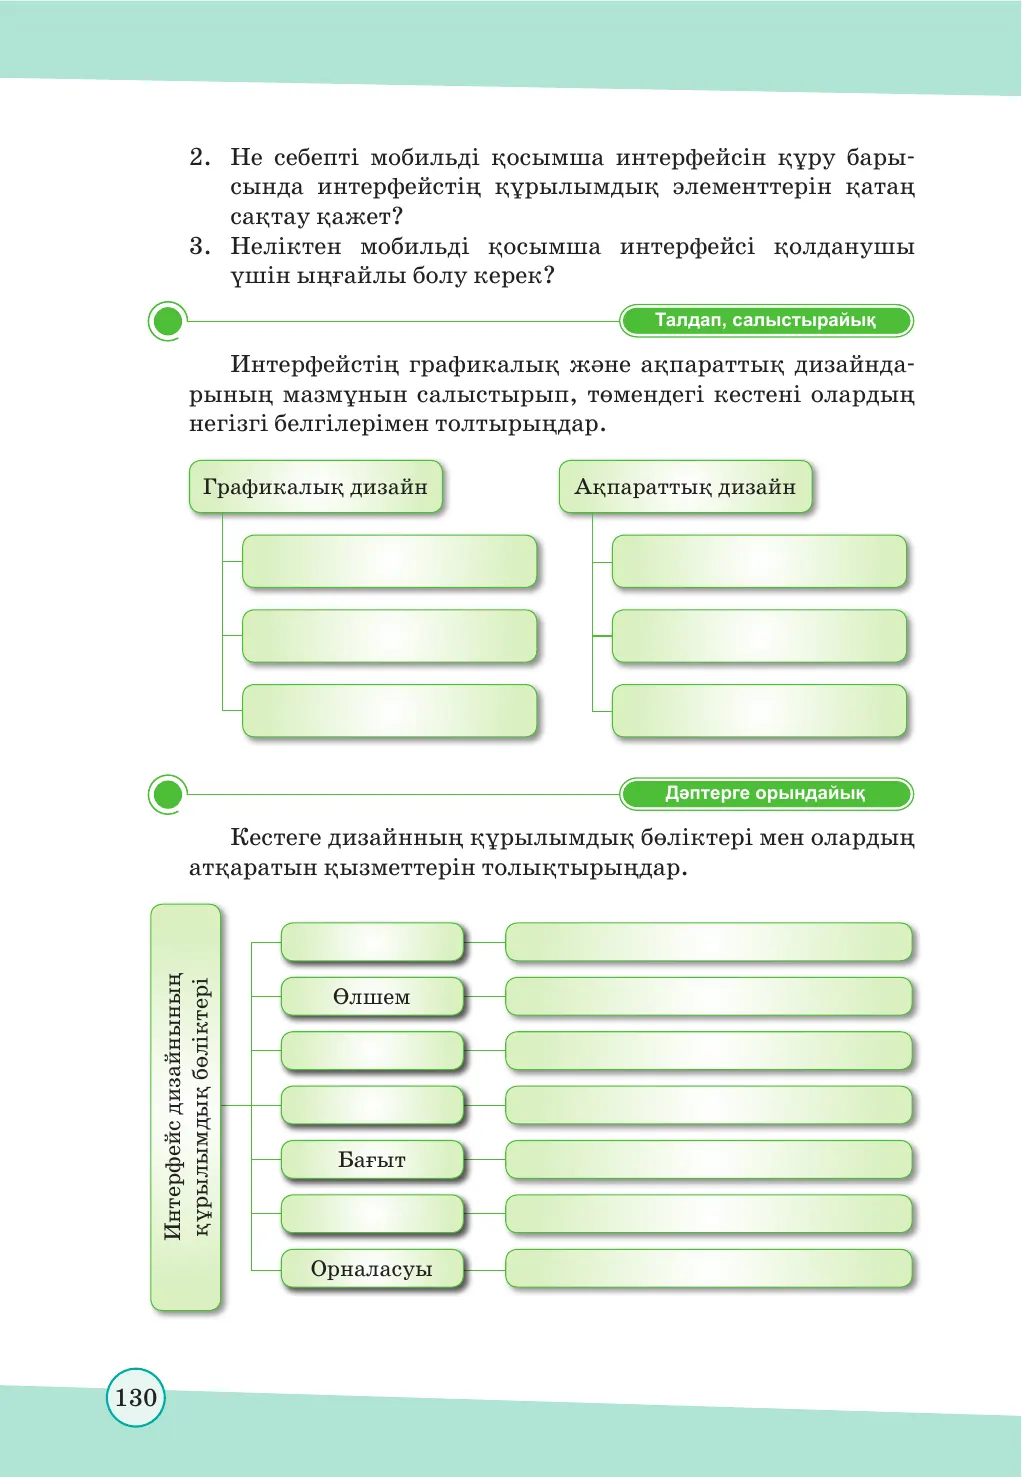 2. Не себепті мобильді қосымша интерфейсін құру бары-
сында интерфейстің құрылымдық элементтерін қатаң
сақтау қажет?
3. Неліктен мобильді қосымша интерфейсі қолданушы
үшін ыңғайлы болу керек?
Талдап, салыстырайық
Интерфейстің графикалық және ақпараттық дизайнда-
рының мазмұнын салыстырып, төмендегі кестені олардың
негізгі белгілерімен толтырыңдар.
Графикалық дизайн
Ақпараттық дизайн
Дәптерге орындайық
Кестеге дизайнның құрылымдық бөліктері мен олардың
атқаратын қызметтерін толықтырыңдар.
Интерфейс дизайнының
құрылымдық бөліктері
Өлшем
Бағыт
Орналасуы
130